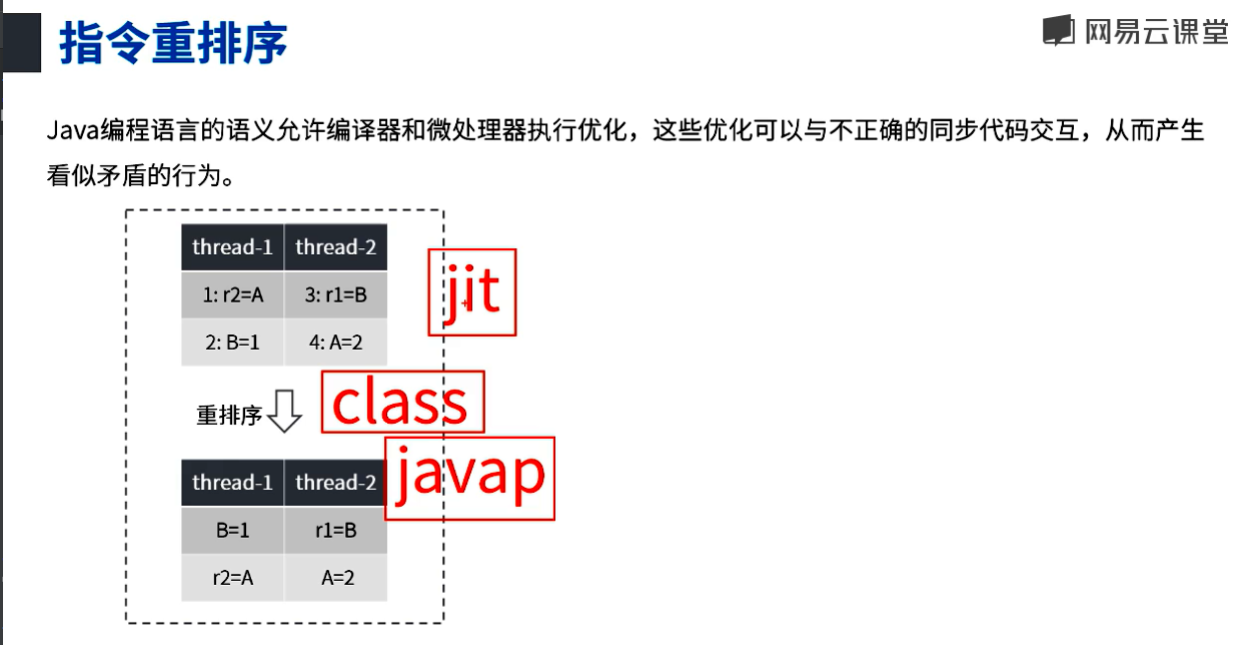 指令重排序
网易云课堂
Java编程语言的语义允许编译器和微处理器执行优化，这些优化可以与不正确的同步代码交互，从而产生
看似矛盾的行为。
thread-1 thread-2
1: r2=A 3: r1=B
2: B=1 4: A=2
jit
重排序
class
javap
thread-1 thread-2
B=1 r1=B
r2=A A=2